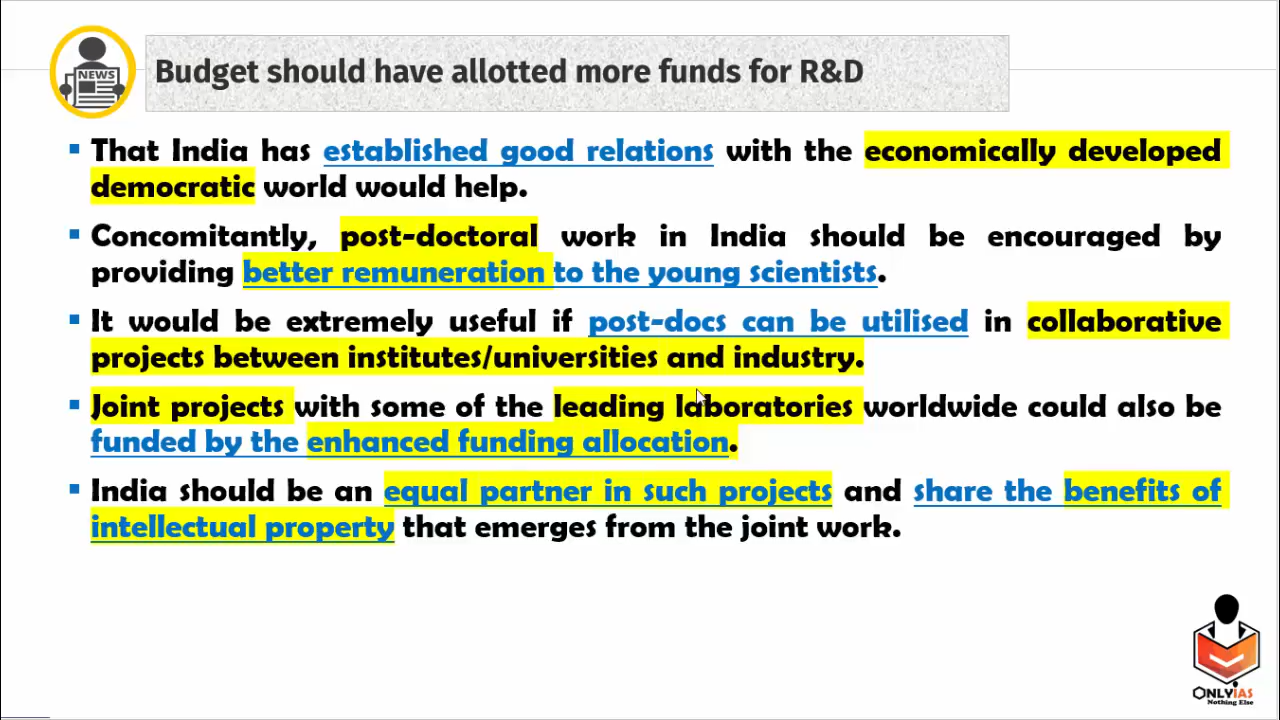 NEWS
Budget should have allotted more funds for R&D
▪ That India has established good relations with the economically developed
democratic world would help.
▪ Concomitantly, post-doctoral work in India should be encouraged by
providing better remuneration to the young scientists.
▪ It would be extremely useful if post-docs can be utilised in collaborative
projects between institutes/universities and industry.
▪ Joint projects with some of the leading laboratories worldwide could also be
funded by the enhanced funding allocation.
▪ India should be an equal partner in such projects and share the benefits of
intellectual property that emerges from the joint work.
ONLYIAS
Nothing Else